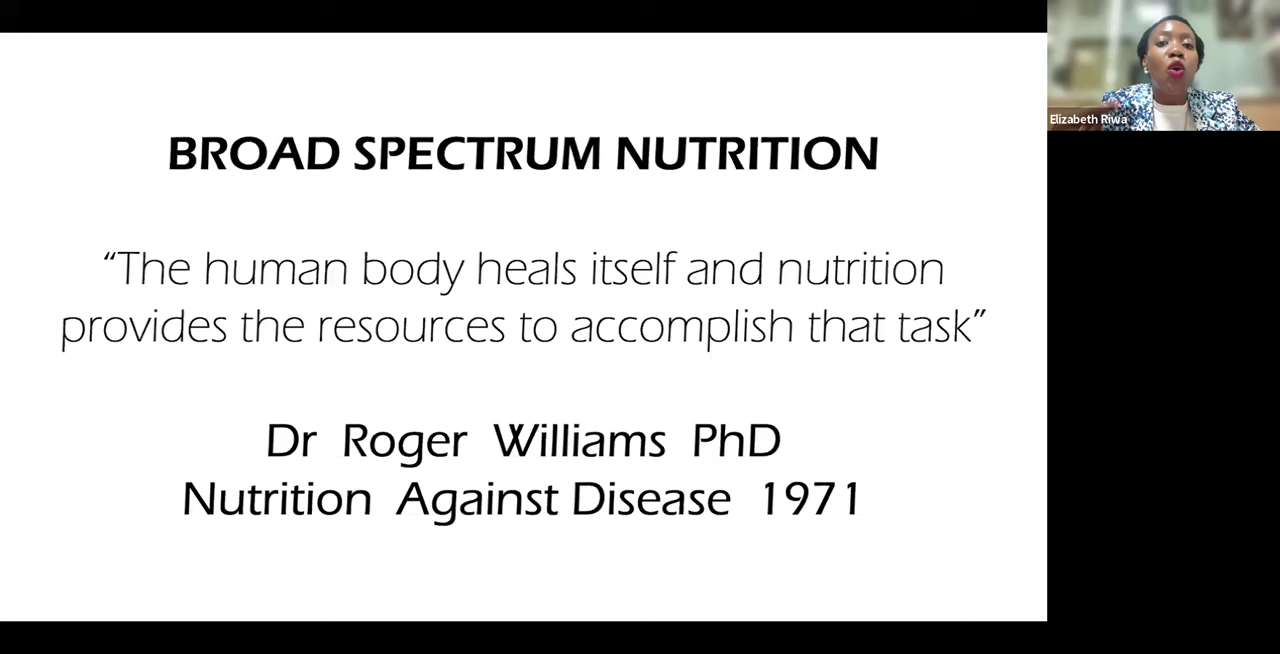 BROAD SPECTRUM NUTRITION
“The human body heals itself and nutrition
provides the resources to accomplish that task”
Dr Roger Williams PhD
Nutrition Against Disease 1971
Elizabeth Riwa